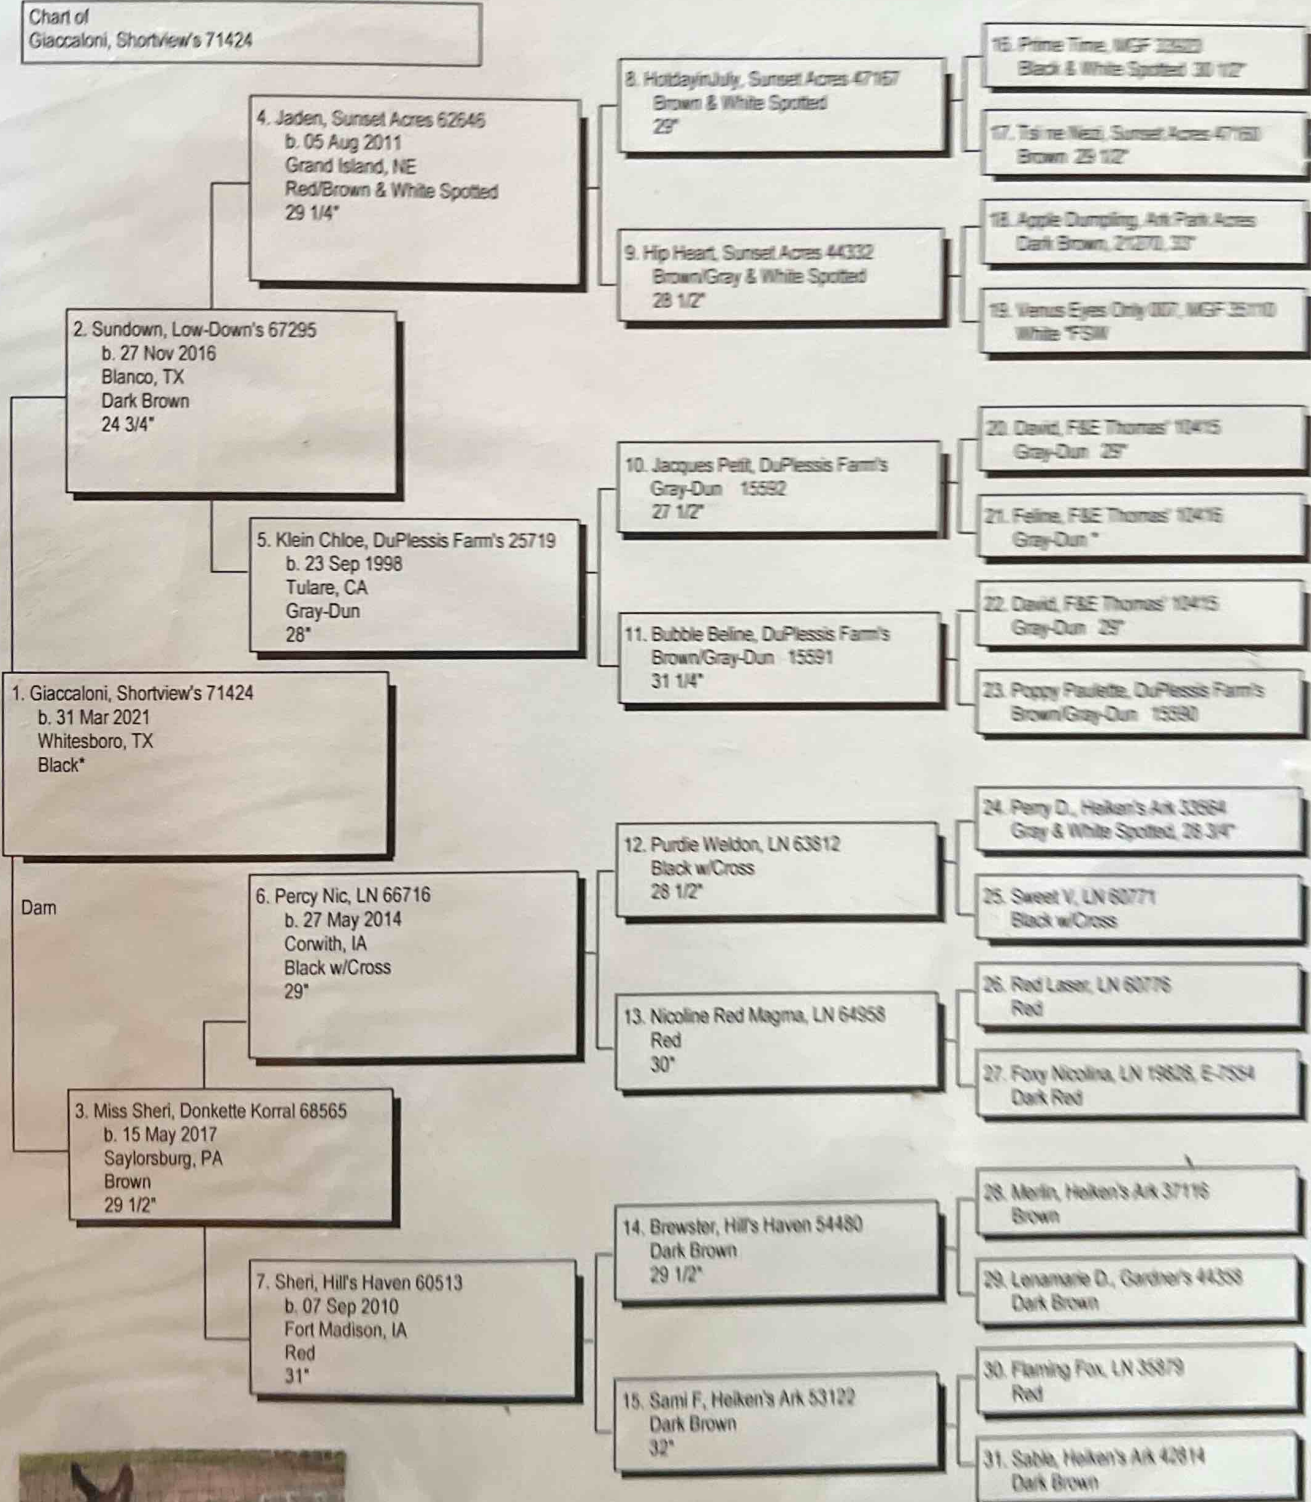 Chart of
Giaccaloni, Shortview's 71424
1. Giaccaloni, Shortview's 71424
b. 31 Mar 2021
Whitesboro, TX
Black*
Dam
2. Sundown, Low-Down's 67295
b. 27 Nov 2016
Blanco, TX
Dark Brown
24 3/4"
3. Miss Sheri, Donkette Korral 68565
b. 15 May 2017
Saylorsburg, PA
Brown
29 1/2"
4. Jaden, Sunset Acres 62646
b. 05 Aug 2011
Grand Island, NE
Red/Brown & White Spotted
29 1/4"
5. Klein Chloe, DuPlessis Farm's 25719
b. 23 Sep 1998
Tulare, CA
Gray-Dun
28"
6. Percy Nic, LN 66716
b. 27 May 2014
Corwith, IA
Black w/Cross
29"
7. Sheri, Hill's Haven 60513
b. 07 Sep 2010
Fort Madison, IA
Red
31"
8. HotdayinJuly, Sunset Acres 47167
Brown & White Spotted
29"
9. Hip Heart, Sunset Acres 44332
Brown/Gray & White Spotted
28 1/2"
10. Jacques Petit, DuPlessis Farm's
Gray-Dun 15592
27 1/2"
11. Bubble Beline, DuPlessis Farm's
Brown/Gray-Dun 15591
31 1/4"
12. Purdie Weldon, LN 63812
Black w/Cross
28 1/2"
13. Nicoline Red Magma, LN 64958
Red
30"
14. Brewster, Hill's Haven 54480
Dark Brown
29 1/2"
15. Sami F, Heiken's Ark 53122
Dark Brown
32"
16. Prime Time, MGF
Black & White Spotted 30 1/2"
17. Sunset Acres 47160
Brown 29 1/2"
18. Apple Dumpling, Ark Park Acres
Dark Brown, 21270, 33"
19. Venus Eyes Only 007, MGF 35110
White *FSW
20. David, F&E Thomas' 10415
Gray-Dun 29"
21. Feline, F&E Thomas' 10416
Gray-Dun *
22. David, F&E Thomas' 10415
Gray-Dun 29"
23. Poppy Paulette, DuPlessis Farm's
Brown/Gray-Dun 15590
24. Perry D., Heiken's Ark 33564
Gray & White Spotted, 28 3/4"
25. Sweet V, LN 60771
Black w/Cross
26. Red Laser, LN 60776
Red
27. Foxy Nicolina, LN 19828, E-7554
Dark Red
28. Merlin, Heiken's Ark 37116
Brown
29. Lenamarie D., Gardner's 44358
Dark Brown
30. Flaming Fox, LN 35879
Red
31. Sable, Heiken's Ark 42814
Dark Brown